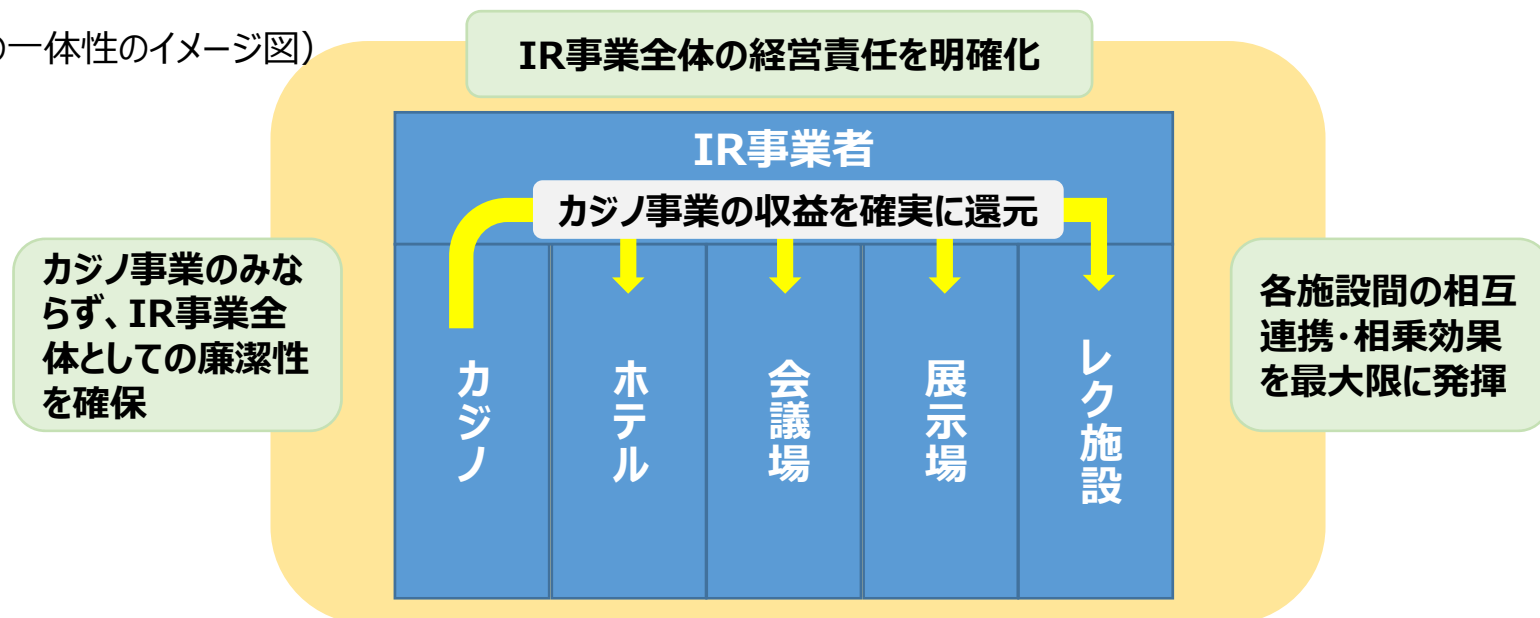 の一体性のイメージ図）
IR事業全体の経営責任を明確化
IR事業者
カジノ事業の収益を確実に還元
カジノ事業のみな
らず、IR事業全
体としての廉潔性
を確保
カジノ
ホテル
会議場
展示場
レク施設
各施設間の相互
連携・相乗効果
を最大限に発揮